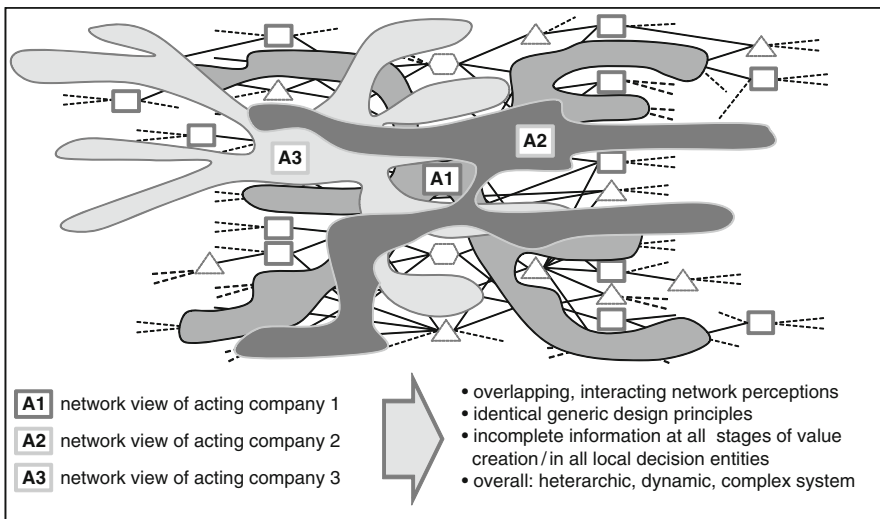 A3
A2
A1
A1 network view of acting company 1
A2 network view of acting company 2
A3 network view of acting company 3
• overlapping, interacting network perceptions
• identical generic design principles
• incomplete information at all stages of value
creation/in all local decision entities
• overall: heterarchic, dynamic, complex system